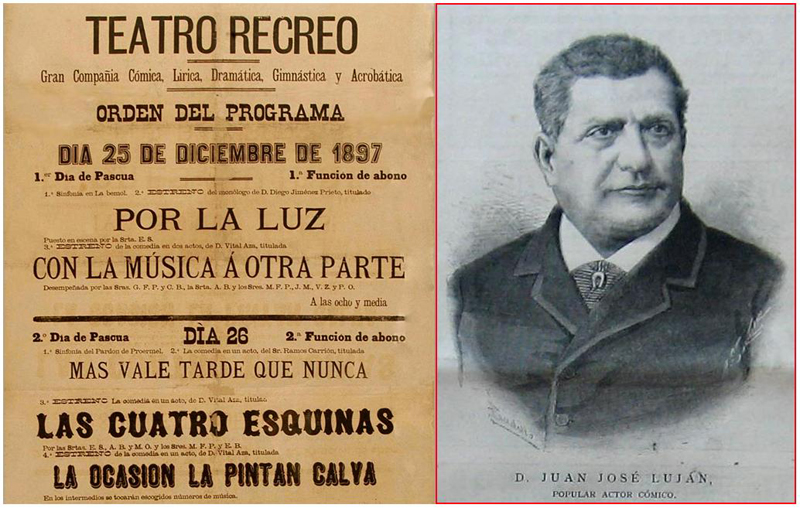 TEATRO RECREO
Gran Compañia Cómica, Lírica, Dramática, Gimnástica y Acrobática
ORDEN DEL PROGRAMA
DIA 25 DE DICIEMBRE DE 1897
1.er Dia de Pascua 1.a Función de abono
1.a Sinfonía en La bemol. 2.a ESTRENO del monólogo de D. Diego Jiménez Prieto, titulado
POR LA LUZ
Puesto en escena por la Srta. E. S.
3.a ESTRENO de la comedia en dos actos, de D. Vital Aza, titulada
CON LA MÚSICA Á OTRA PARTE
Desempeñada por las Sras. G. F. P. y C. B., la Srta. A. B. y los Sres. M. F. P., J. M., V. Z. y P. O.
A las ocho y media
2.o Dia de Pascua DÌA 26 2.a Función de abono
1.a Sinfonia del Pardon de Proermel. 2.a La comedia en un acto, del Sr. Ramos Carrión, titulada
MAS VALE TARDE QUE NUNCA
3.a ESTRENO La comedia en un acto, de D. Vital Aza, titulada
LAS CUATRO ESQUINAS
Por las Srtas. E. S., A. B. y M. O. y los Sres. M. F. P. y E. B.
4.a ESTRENO de la comedia en un acto, de D. Vital Aza, titulada
LA OCASION LA PINTAN CALVA
En los intermedios se tocarán escogidos números de música.
D. JUAN JOSÉ LUJÁN,
POPULAR ACTOR CÓMICO.